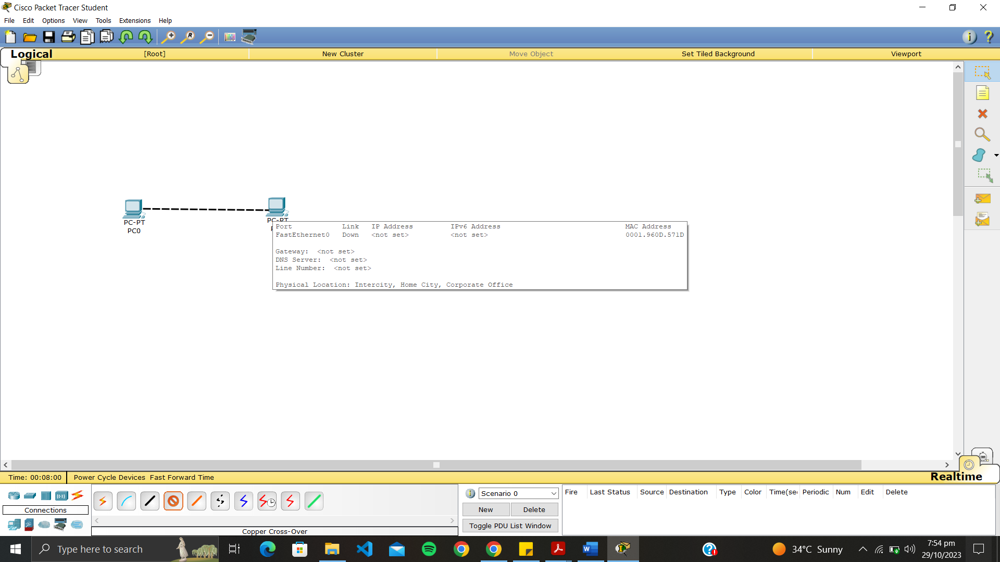 Cisco Packet Tracer Student
File Edit Options View Tools Extensions Help
Logical [Root] New Cluster Move Object Set Tiled Background Viewport
PC-PT
PC0
PC-PT
Port Link IP Address IPv6 Address MAC Address
FastEthernet0 Down <not set> <not set> 0001.960D.571D
Gateway: <not set>
DNS Server: <not set>
Line Number: <not set>
Physical Location: Intercity, Home City, Corporate Office
Time: 00:08:00 Power Cycle Devices Fast Forward Time Realtime
Connections
Copper Cross-Over
Scenario 0
New Delete
Toggle PDU List Window
Fire Last Status Source Destination Type Color Time(sec Periodic Num Edit Delete
Type here to search
34°C Sunny
7:54 pm
29/10/2023